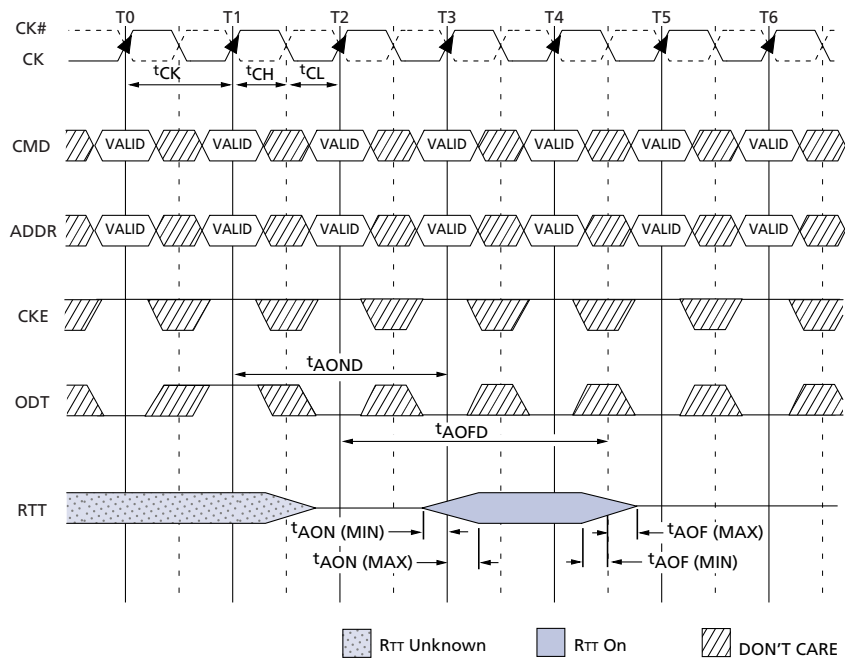 T0 T1 T2 T3 T4 T5 T6
CK#
CK
tCK tCH tCL
CMD VALID VALID VALID VALID VALID VALID VALID
ADDR VALID VALID VALID VALID VALID VALID VALID
CKE
tAOND
ODT
tAOFD
RTT
tAON (MIN) tAOF (MAX)
tAON (MAX) tAOF (MIN)
RTT Unknown RTT On DON'T CARE